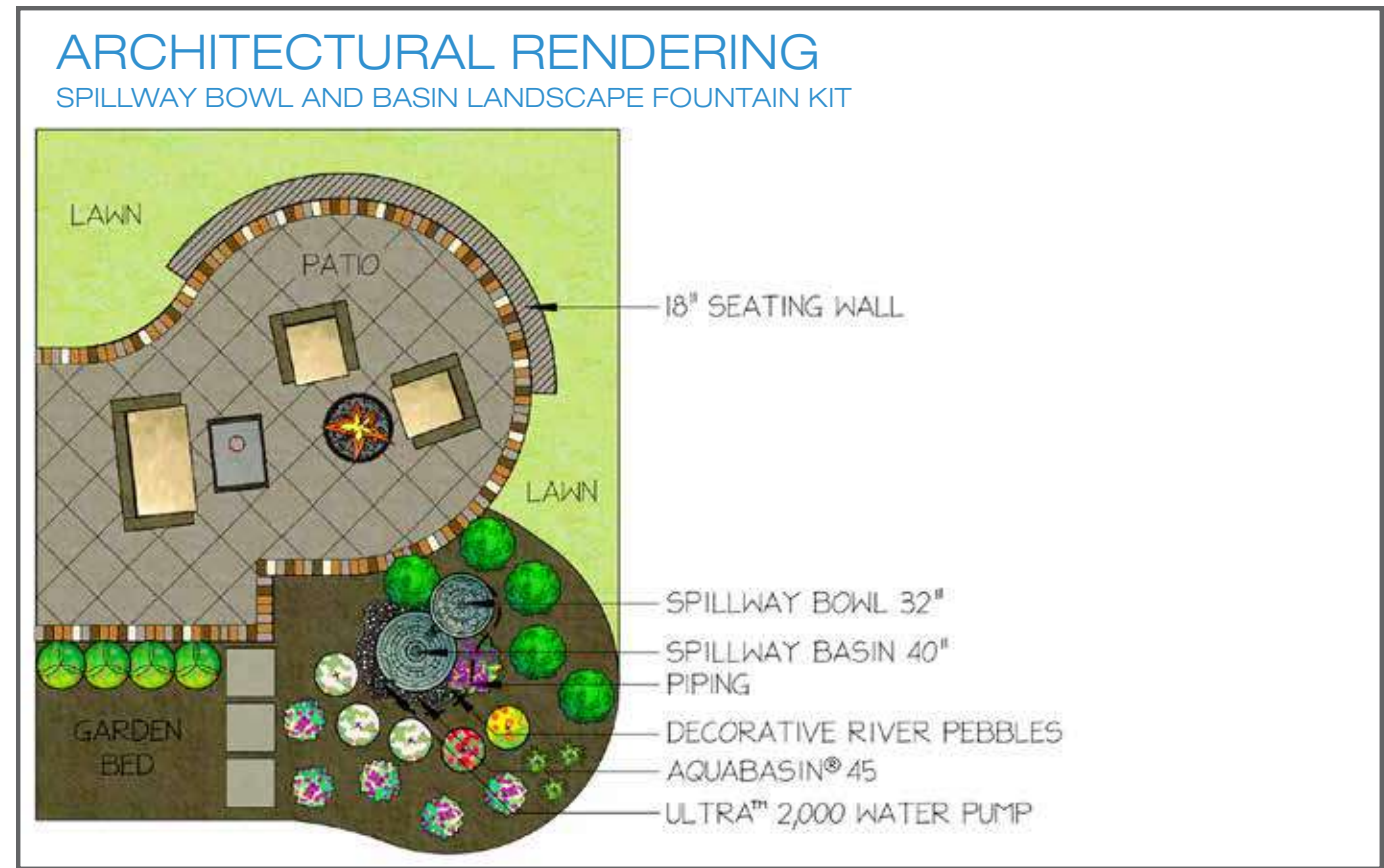 ARCHITECTURAL RENDERING
SPILLWAY BOWL AND BASIN LANDSCAPE FOUNTAIN KIT
LAWN
PATIO
18" SEATING WALL
LAWN
SPILLWAY BOWL 32"
SPILLWAY BASIN 40"
PIPING
GARDEN
BED
DECORATIVE RIVER PEBBLES
AQUABASIN® 45
ULTRA™ 2,000 WATER PUMP